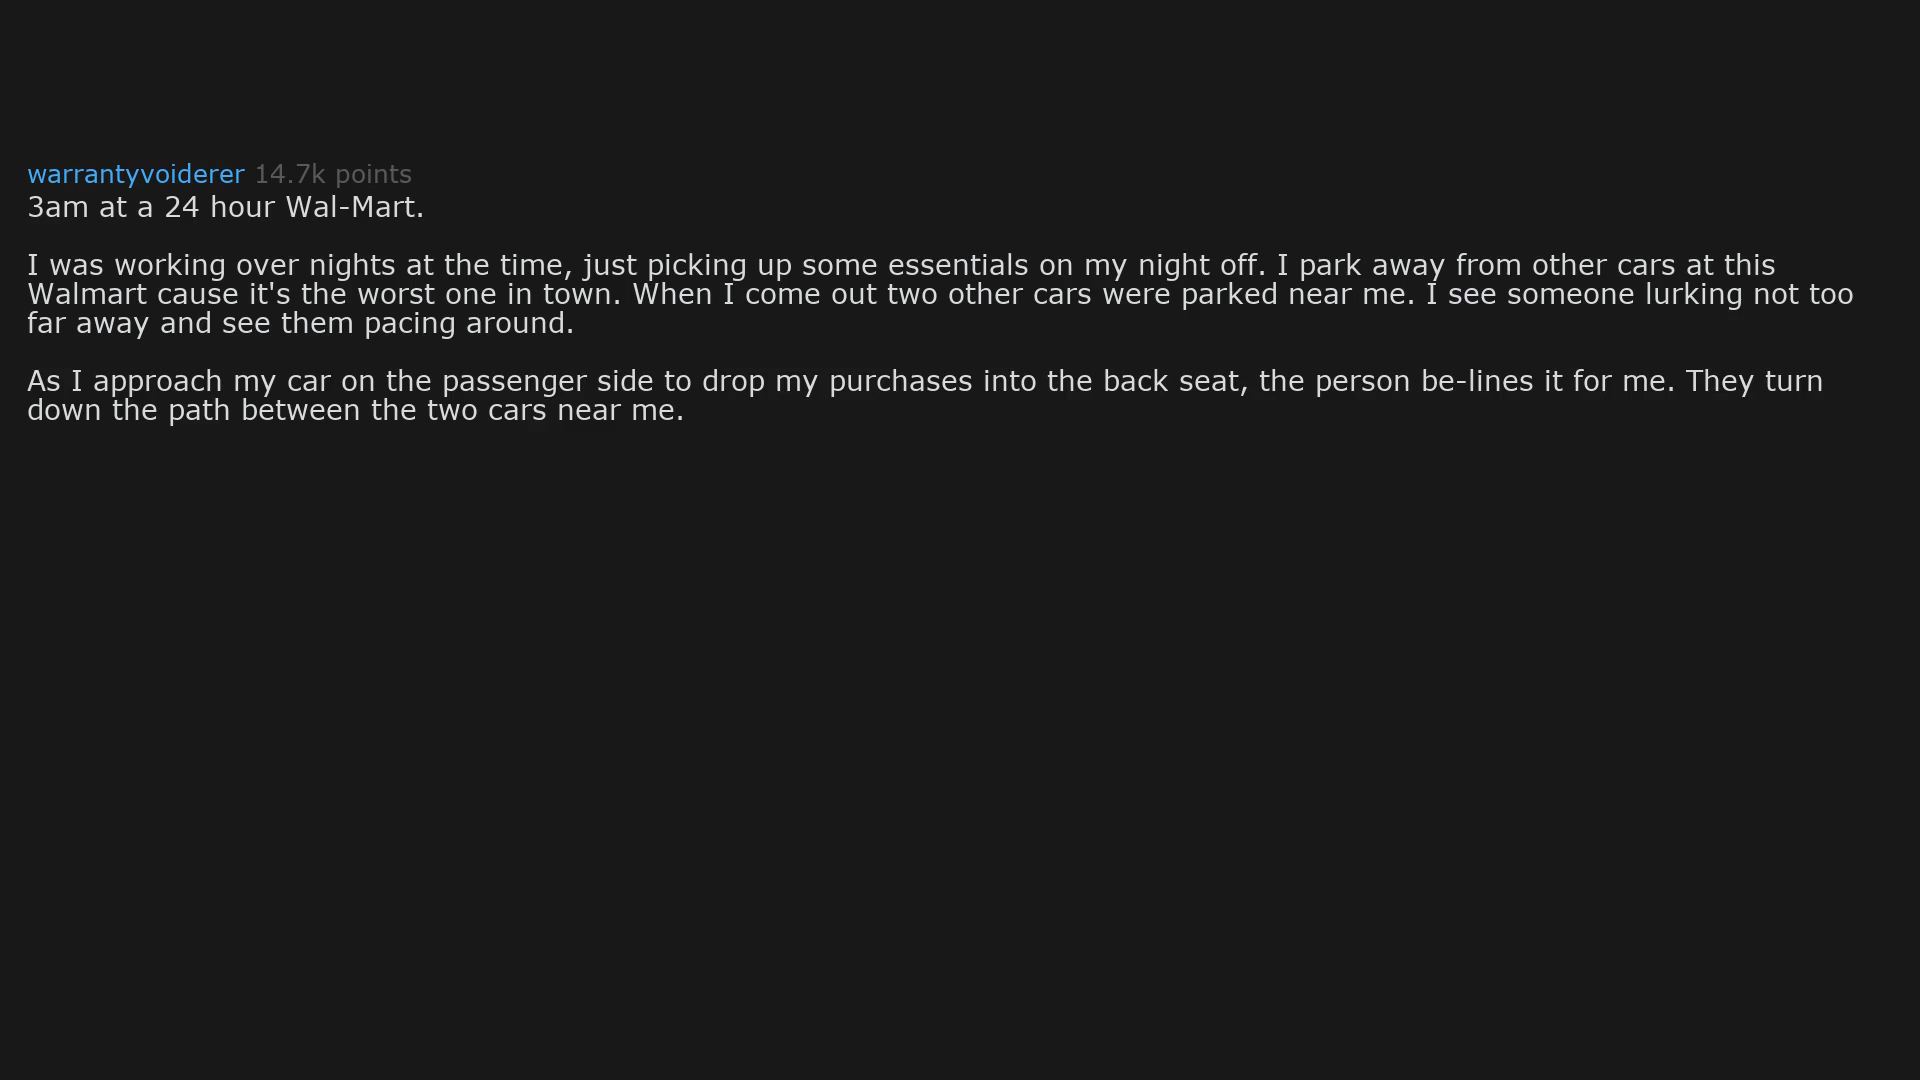 warrantyvoiderer 14.7k points
3am at a 24 hour Wal-Mart.
I was working over nights at the time, just picking up some essentials on my night off. I park away from other cars at this
Walmart cause it's the worst one in town. When I come out two other cars were parked near me. I see someone lurking not too
far away and see them pacing around.
As I approach my car on the passenger side to drop my purchases into the back seat, the person be-lines it for me. They turn
down the path between the two cars near me.